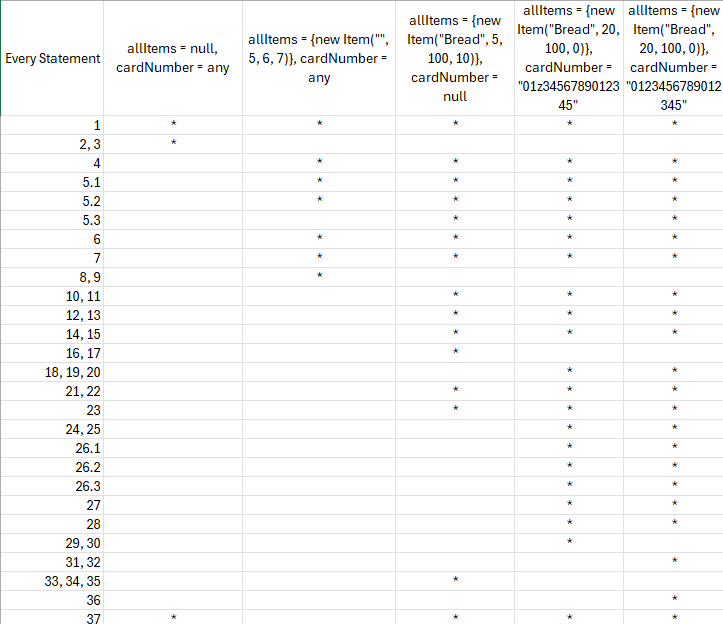 Every Statement
allItems = null,
cardNumber = any
allItems = {new Item("",
5, 6, 7)}, cardNumber =
any
allItems = {new
Item("Bread", 5,
100, 10)},
cardNumber =
null
allItems = {new
Item("Bread", 20,
100, 0)},
cardNumber =
"01z34567890123
45"
allItems = {new
Item("Bread",
20, 100, 0)},
cardNumber =
"0123456789012
345"
1 * * * * *
2, 3 *
4 * * * *
5.1 * * * *
5.2 * * * *
5.3 * * *
6 * * * *
7 * * * *
8, 9 *
10, 11 * * *
12, 13 * * *
14, 15 * * *
16, 17 *
18, 19, 20 * *
21, 22 * * *
23 * * *
24, 25 * *
26.1 * *
26.2 * *
26.3 * *
27 * *
28 * *
29, 30 *
31, 32 *
33, 34, 35 *
36 *
37 * * * *